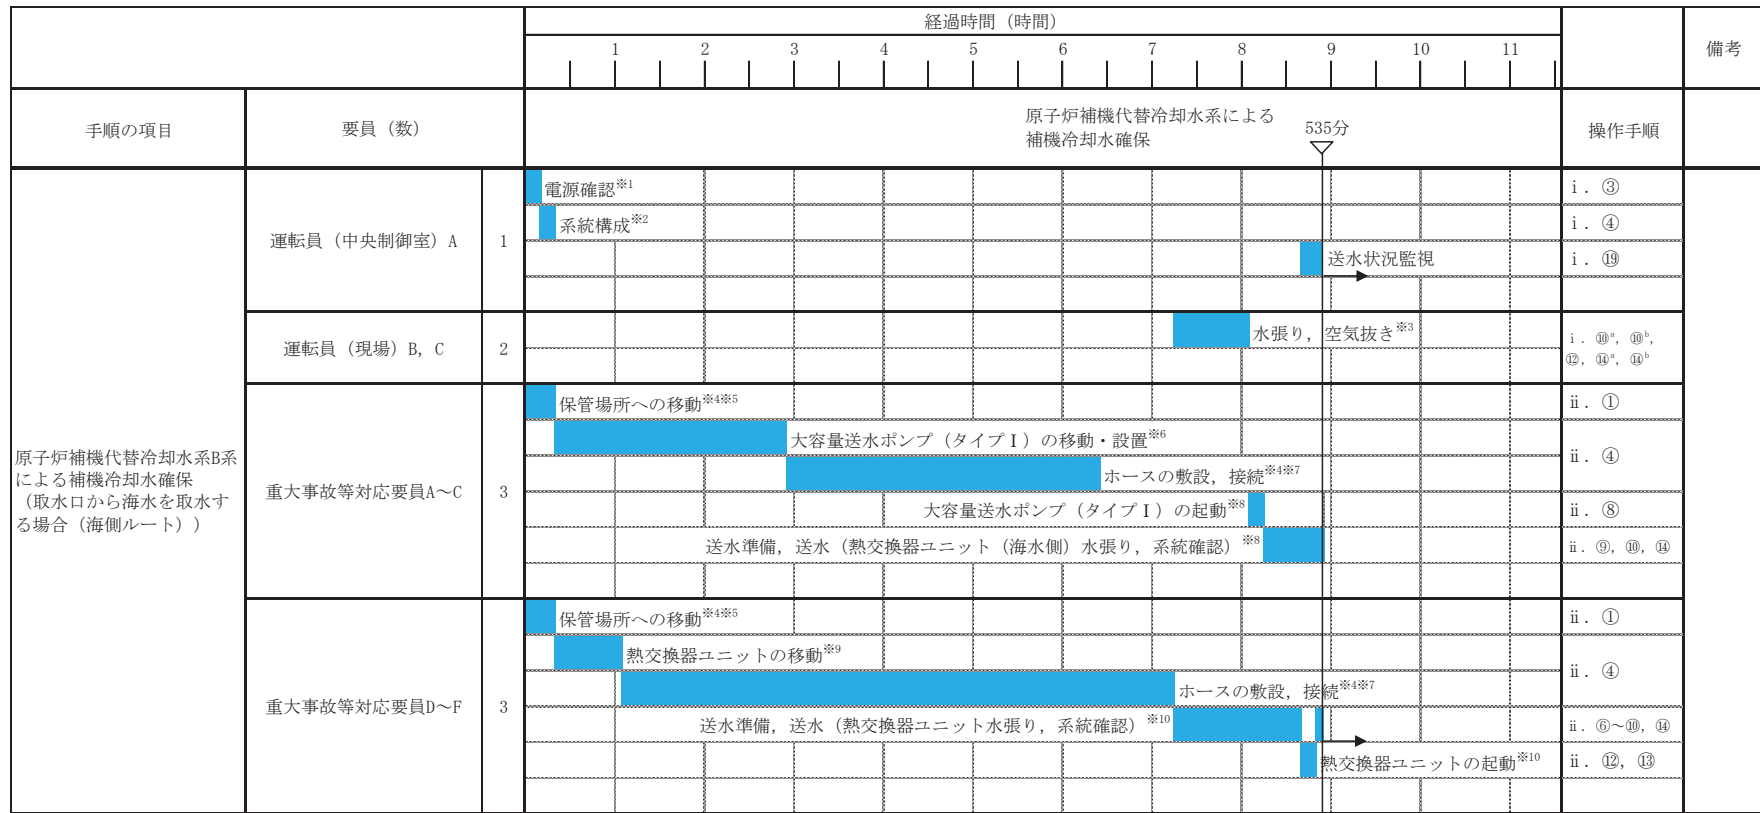 経過時間（時間）
備考
1 2 3 4 5 6 7 8 9 10 11
手順の項目
要員（数）
原子炉補機代替冷却水系による
補機冷却水確保
535分
操作手順
原子炉補機代替冷却水系B系
による補機冷却水確保
（取水口から海水を取水す
る場合（海側ルート））
運転員（中央制御室）A
1
電源確認※1
ⅰ．③
系統構成※2
ⅰ．④
送水状況監視
ⅰ．⑲
運転員（現場）B，C
2
水張り，空気抜き※3
ⅰ．⑩a，⑩b，
⑫，⑭a，⑭b
重大事故等対応要員A～C
3
保管場所への移動※4※5
ⅱ．①
大容量送水ポンプ（タイプⅠ）の移動・設置※6
ⅱ．④
ホースの敷設，接続※4※7
大容量送水ポンプ（タイプⅠ）の起動※8
ⅱ．⑧
送水準備，送水（熱交換器ユニット（海水側）水張り，系統確認）※8
ⅱ．⑨，⑩，⑭
重大事故等対応要員D～F
3
保管場所への移動※4※5
ⅱ．①
熱交換器ユニットの移動※9
ⅱ．④
ホースの敷設，接続※4※7
送水準備，送水（熱交換器ユニット水張り，系統確認）※10
ⅱ．⑥～⑩，⑭
熱交換器ユニットの起動※10
ⅱ．⑫，⑬